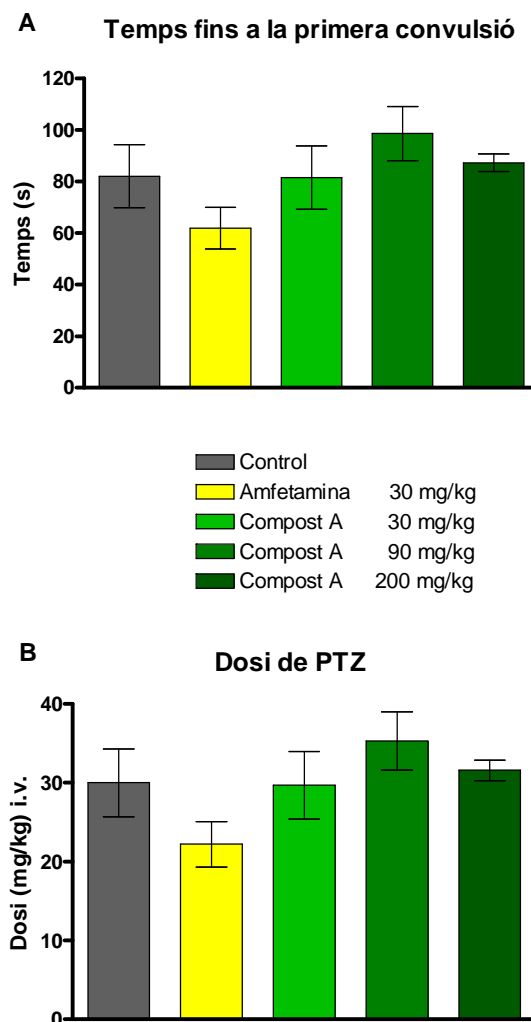 A
Temps fins a la primera convulsió
120
100
80
60
40
20
0
Temps (s)
Control
Amfetamina 30 mg/kg
Compost A 30 mg/kg
Compost A 90 mg/kg
Compost A 200 mg/kg
B
Dosi de PTZ
40
30
20
10
0
Dosi (mg/kg) i.v.